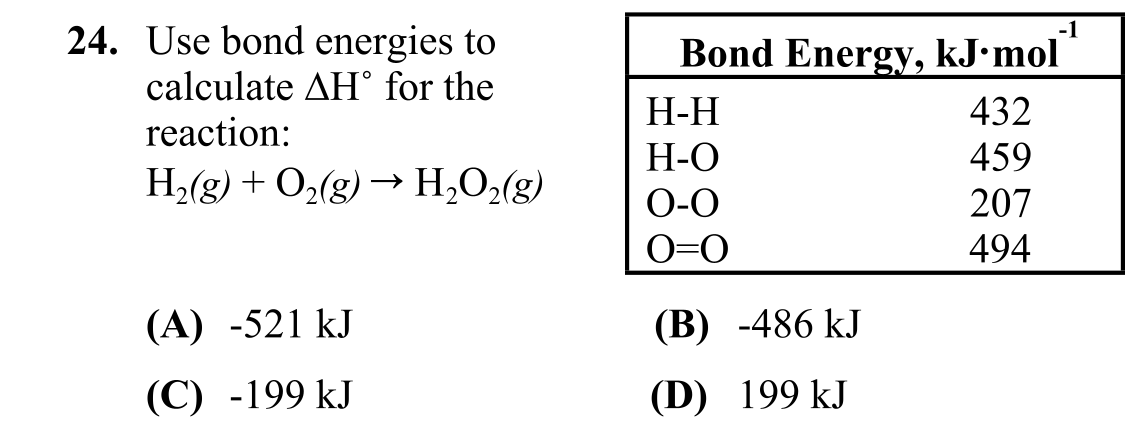 24. Use bond energies to
calculate ΔH° for the
reaction:
H₂(g) + O₂(g) → H₂O₂(g)
Bond Energy, kJ·mol⁻¹
H-H 432
H-O 459
O-O 207
O=O 494
(A) -521 kJ (B) -486 kJ
(C) -199 kJ (D) 199 kJ